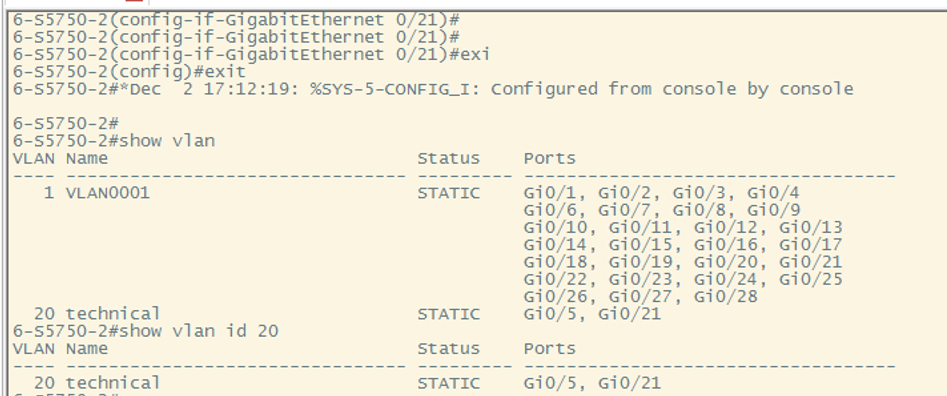 6-S5750-2(config-if-GigabitEthernet 0/21)#
6-S5750-2(config-if-GigabitEthernet 0/21)#
6-S5750-2(config-if-GigabitEthernet 0/21)#exi
6-S5750-2(config)#exit
6-S5750-2#*Dec  2 17:12:19: %SYS-5-CONFIG_I: Configured from console by console

6-S5750-2#
6-S5750-2#show vlan
VLAN Name                             Status    Ports
---- -------------------------------- --------- -----------------------------------
   1 VLAN0001                         STATIC    Gi0/1, Gi0/2, Gi0/3, Gi0/4
                                                Gi0/6, Gi0/7, Gi0/8, Gi0/9
                                                Gi0/10, Gi0/11, Gi0/12, Gi0/13
                                                Gi0/14, Gi0/15, Gi0/16, Gi0/17
                                                Gi0/18, Gi0/19, Gi0/20, Gi0/21
                                                Gi0/22, Gi0/23, Gi0/24, Gi0/25
                                                Gi0/26, Gi0/27, Gi0/28
  20 technical                        STATIC    Gi0/5, Gi0/21
6-S5750-2#show vlan id 20
VLAN Name                             Status    Ports
---- -------------------------------- --------- -----------------------------------
  20 technical                        STATIC    Gi0/5, Gi0/21